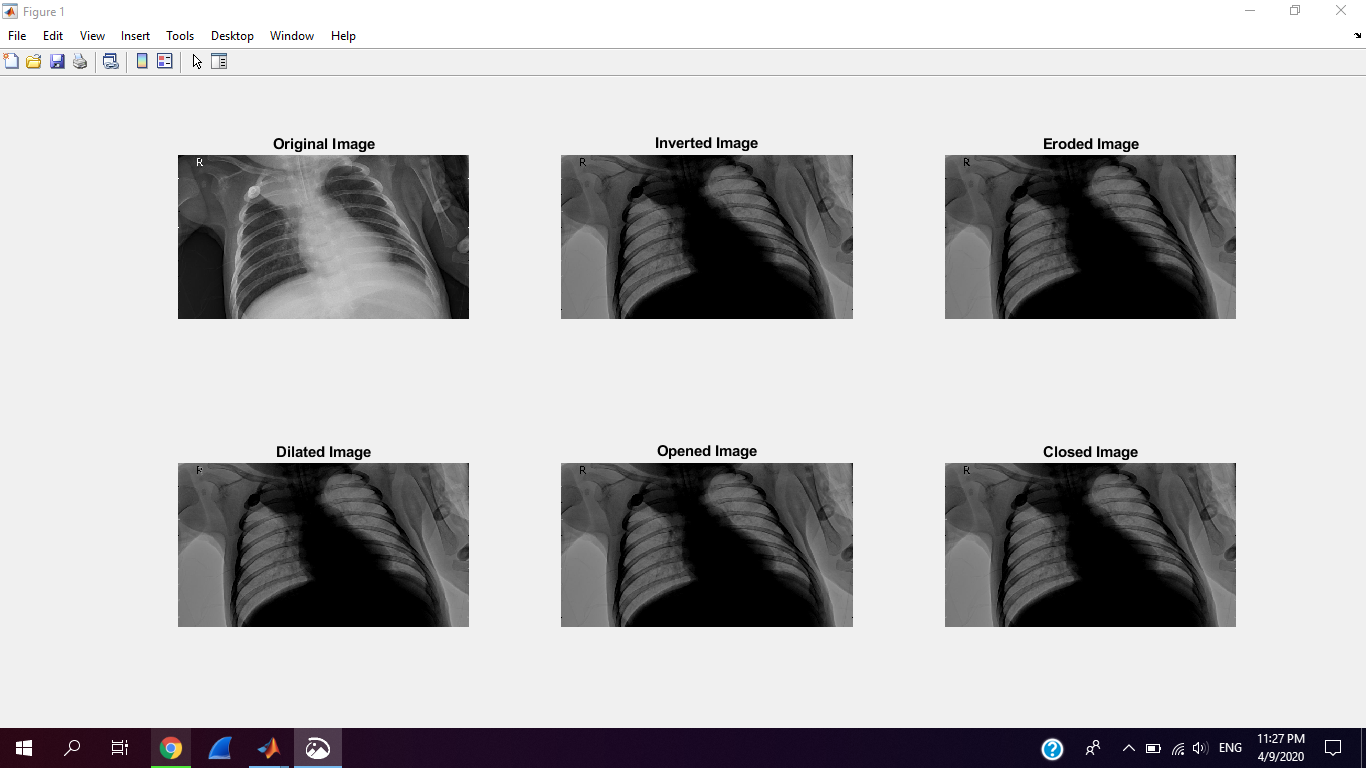 Figure 1
File Edit View Insert Tools Desktop Window Help
Original Image
Inverted Image
Eroded Image
R
R
R
Dilated Image
Opened Image
Closed Image
R
R
R
ENG
11:27 PM
4/9/2020